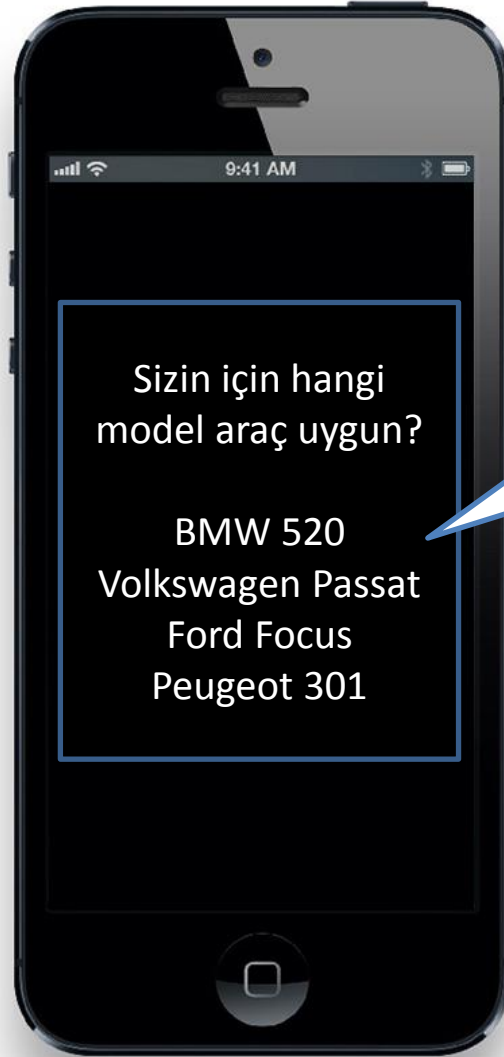 9:41 AM
Sizin için hangi
model araç uygun?
BMW 520
Volkswagen Passat
Ford Focus
Peugeot 301